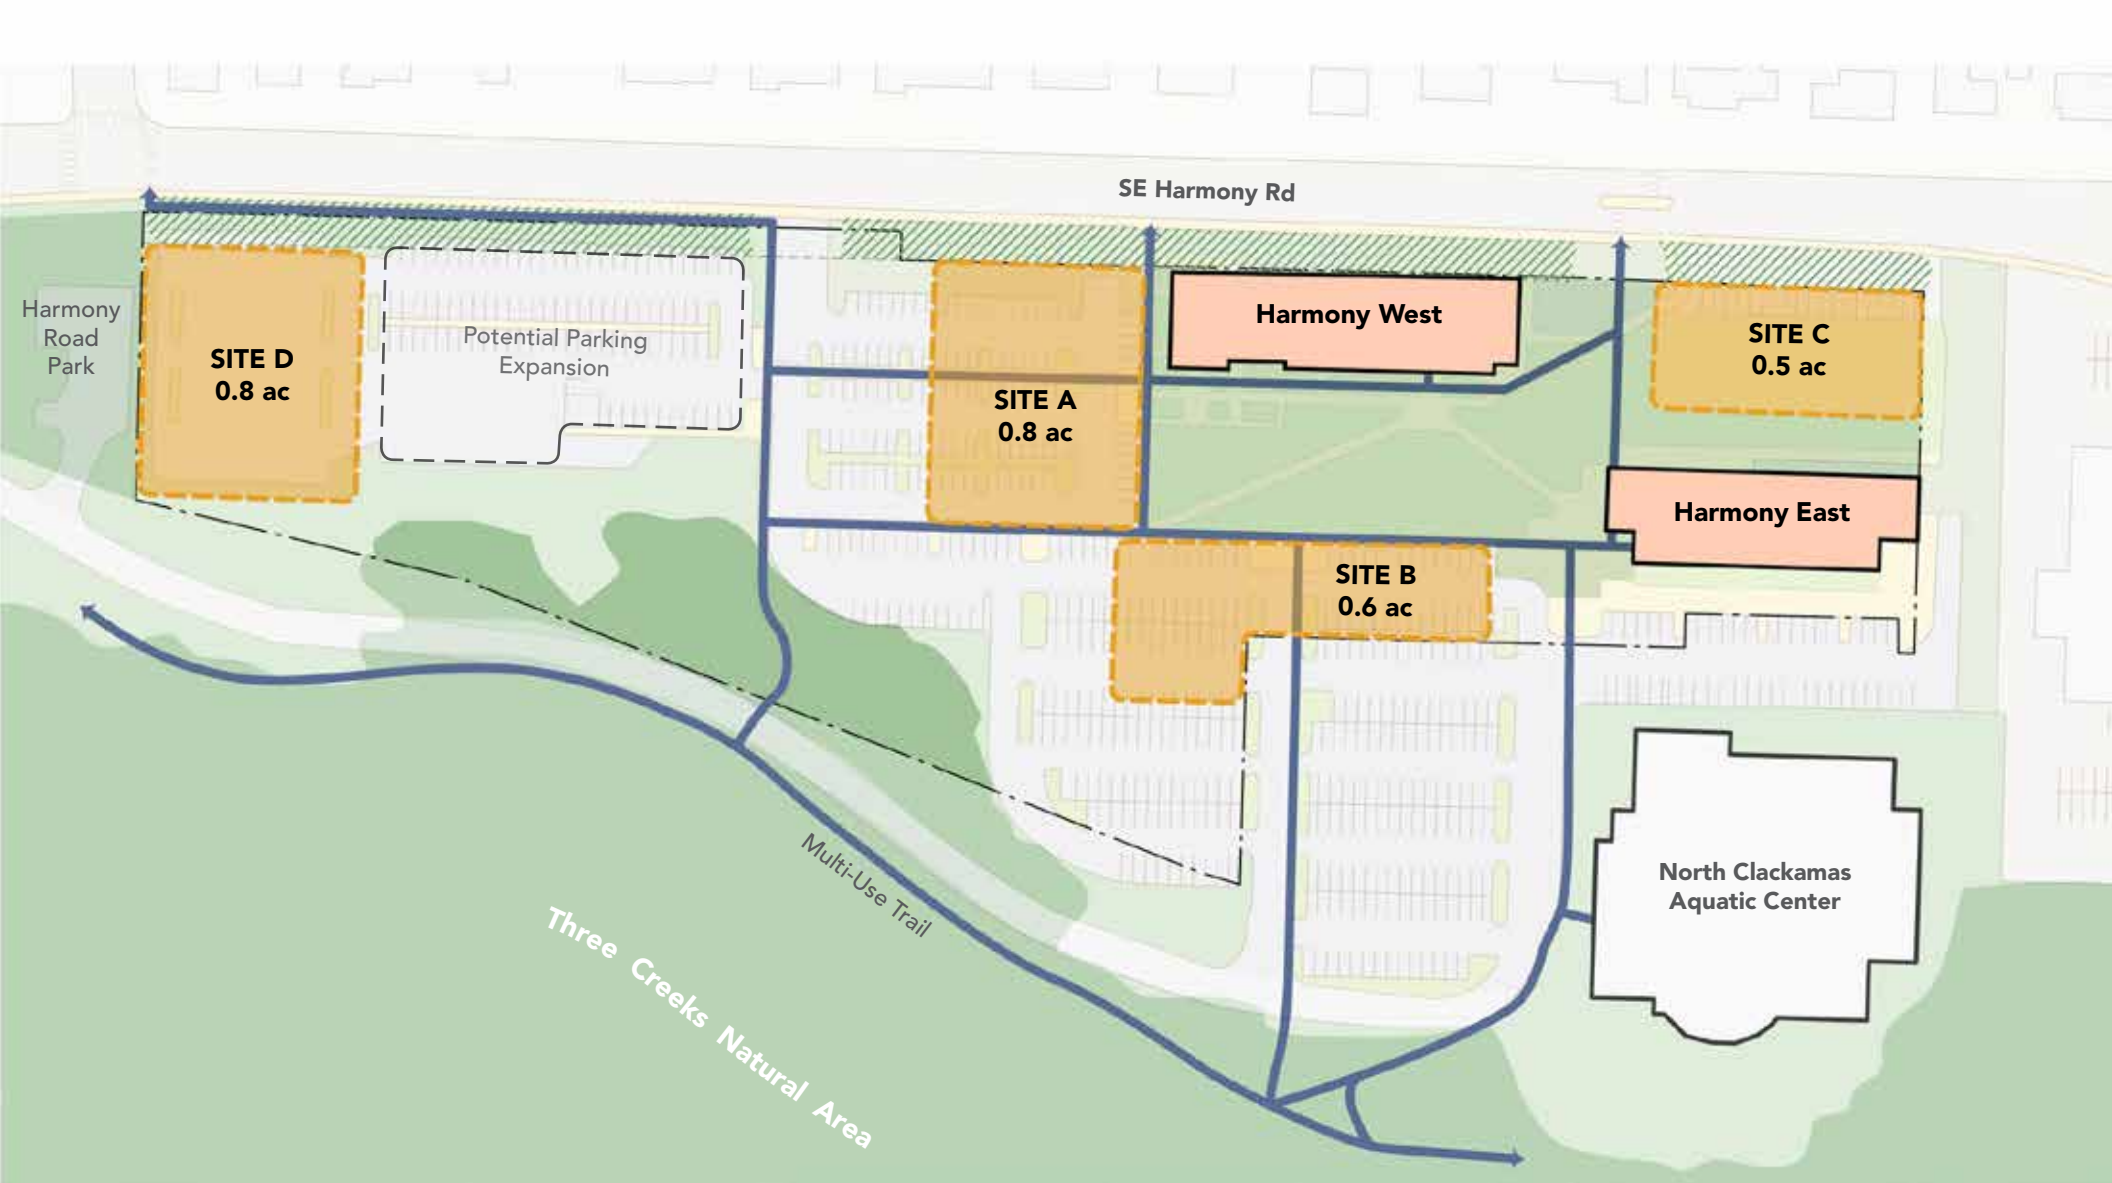 SE Harmony Rd
Harmony
Road
Park
SITE D
0.8 ac
Potential Parking
Expansion
SITE A
0.8 ac
Harmony West
SITE C
0.5 ac
Harmony East
SITE B
0.6 ac
Multi-Use Trail
Three Creeks Natural Area
North Clackamas
Aquatic Center